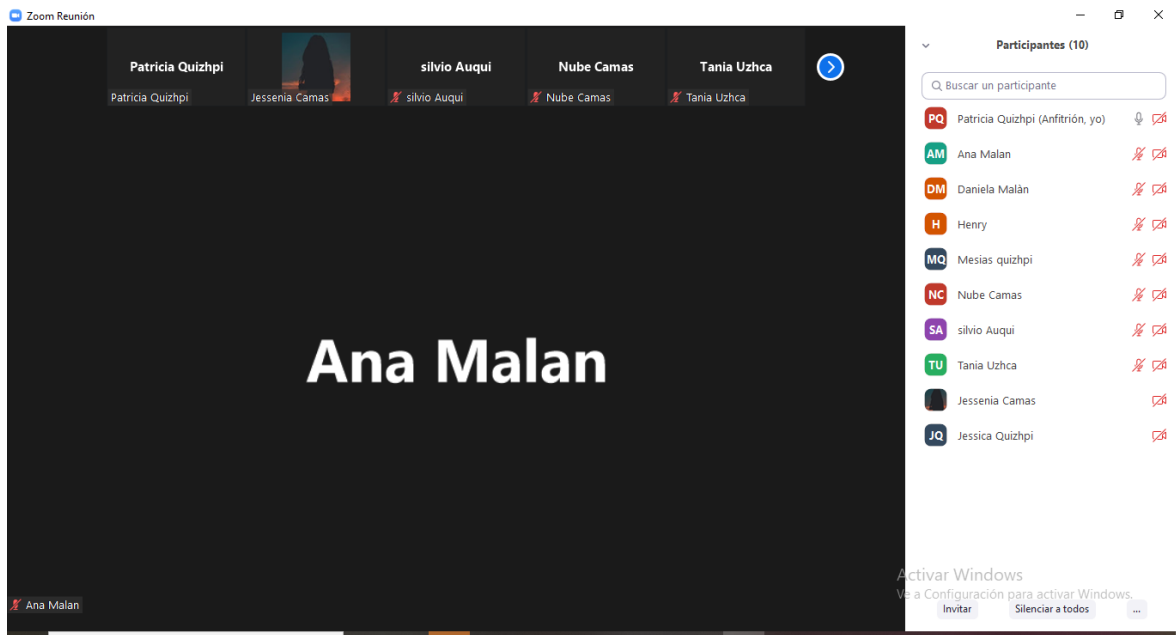 Zoom Reunión
Patricia Quizhpi
silvio Auqui
Nube Camas
Tania Uzhca
Patricia Quizhpi
Jessenia Camas
silvio Auqui
Nube Camas
Tania Uzhca
Ana Malan
Ana Malan
Participantes (10)
Buscar un participante
PQ Patricia Quizhpi (Anfitrión, yo)
AM Ana Malan
DM Daniela Malàn
H Henry
MQ Mesias quizhpi
NC Nube Camas
SA silvio Auqui
TU Tania Uzhca
Jessenia Camas
JQ Jessica Quizhpi
Activar Windows
Ve a Configuración para activar Windows.
Invitar Silenciar a todos ...